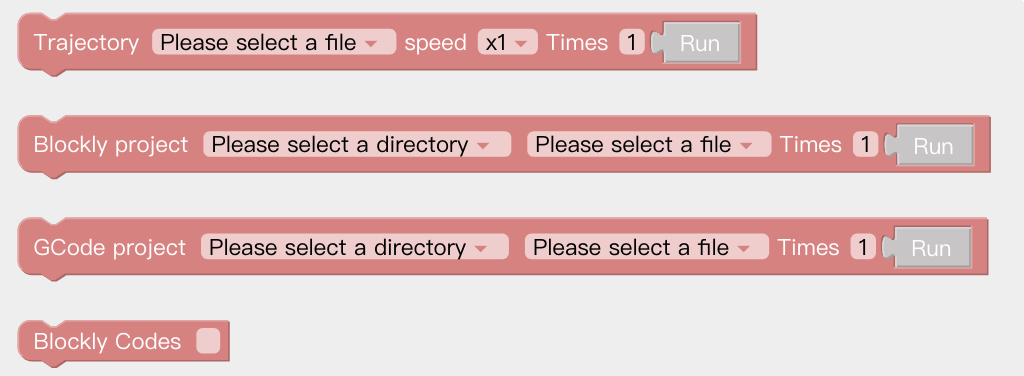 Trajectory Please select a file speed x1 Times 1 Run
Blockly project Please select a directory Please select a file Times 1 Run
GCode project Please select a directory Please select a file Times 1 Run
Blockly Codes